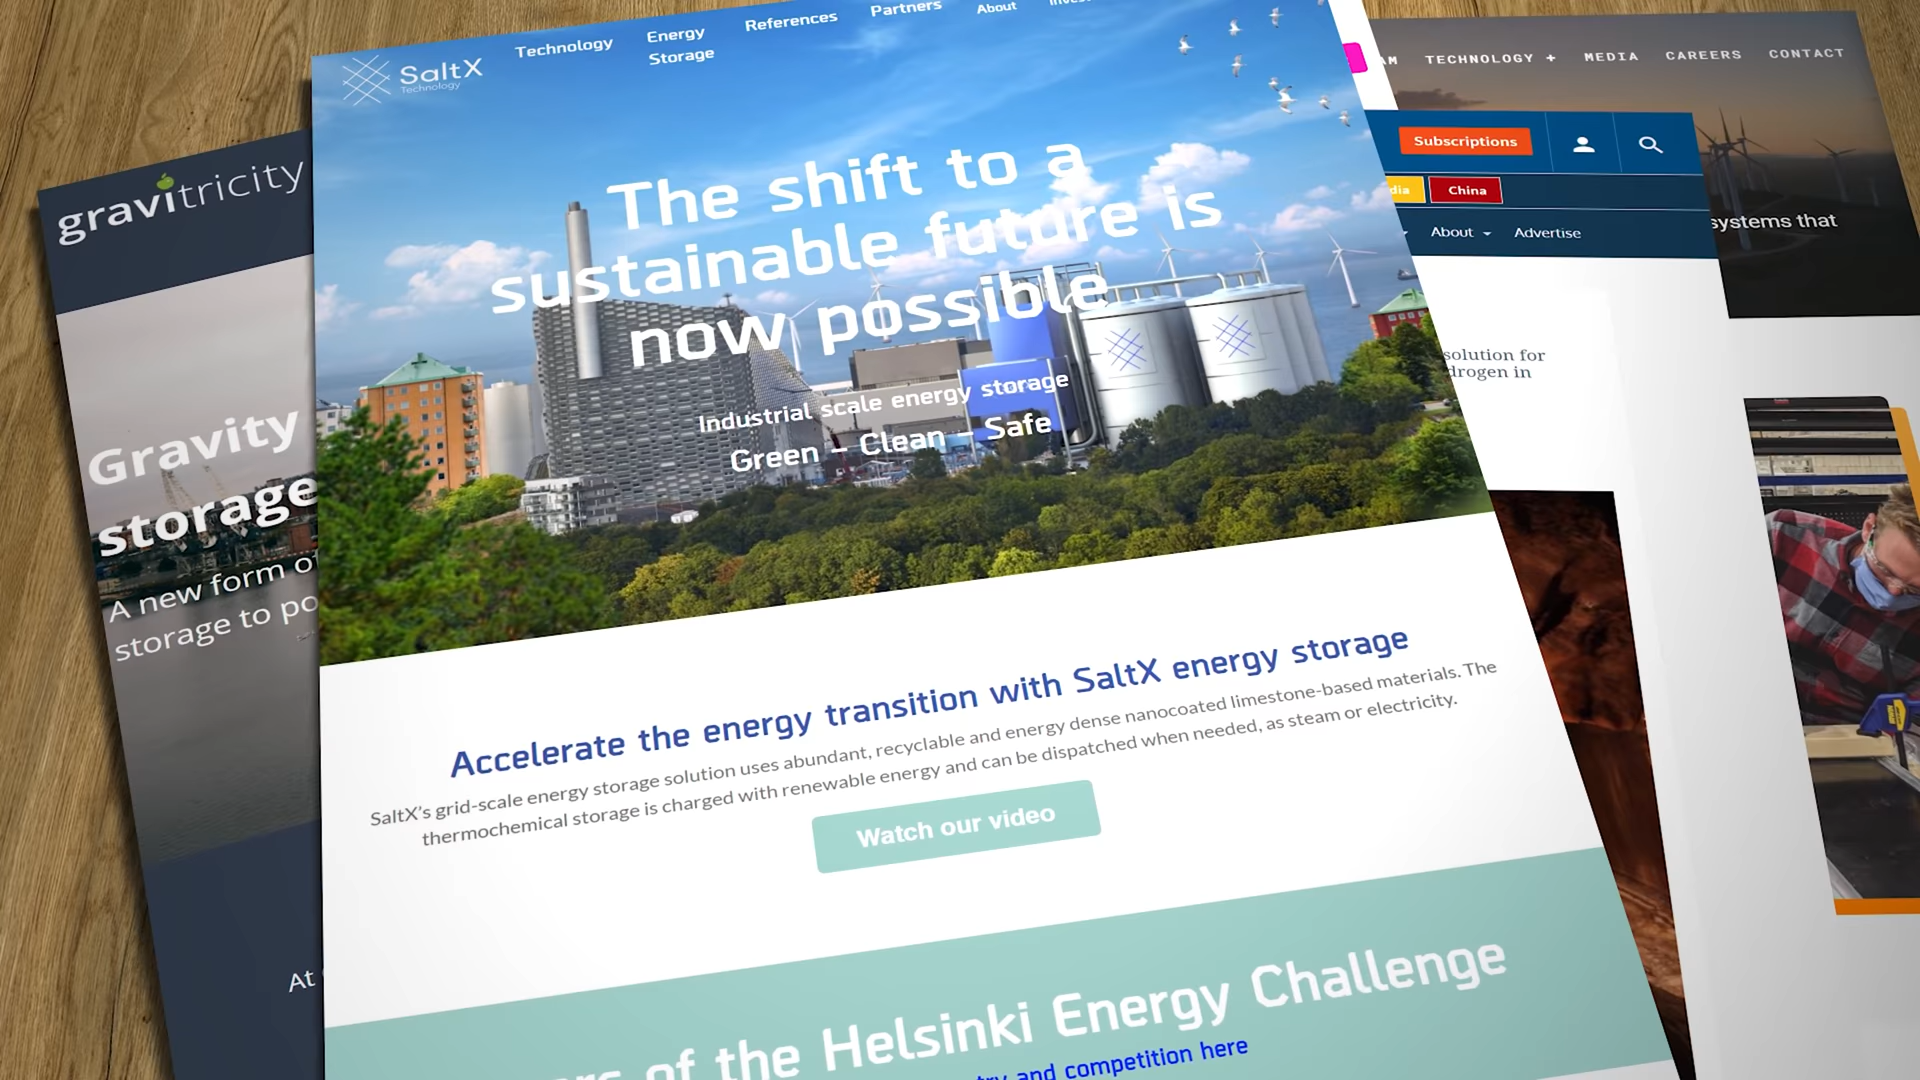 gravitricity
Gravity
storage
A new form o
storage to po
At
SaltX
Technology
Technology
Energy
Storage
References
Partners
About
The shift to a
sustainable future is
now possible
Industrial scale energy storage
Green – Clean – Safe
Accelerate the energy transition with SaltX energy storage
SaltX's grid-scale energy storage solution uses abundant, recyclable and energy dense nanocoated limestone-based materials. The
thermochemical storage is charged with renewable energy and can be dispatched when needed, as steam or electricity.
Watch our video
rs of the Helsinki Energy Challenge
try and competition here
AM TECHNOLOGY + MEDIA CAREERS CONTACT
systems that
Subscriptions
dia China
About Advertise
solution for
drogen in